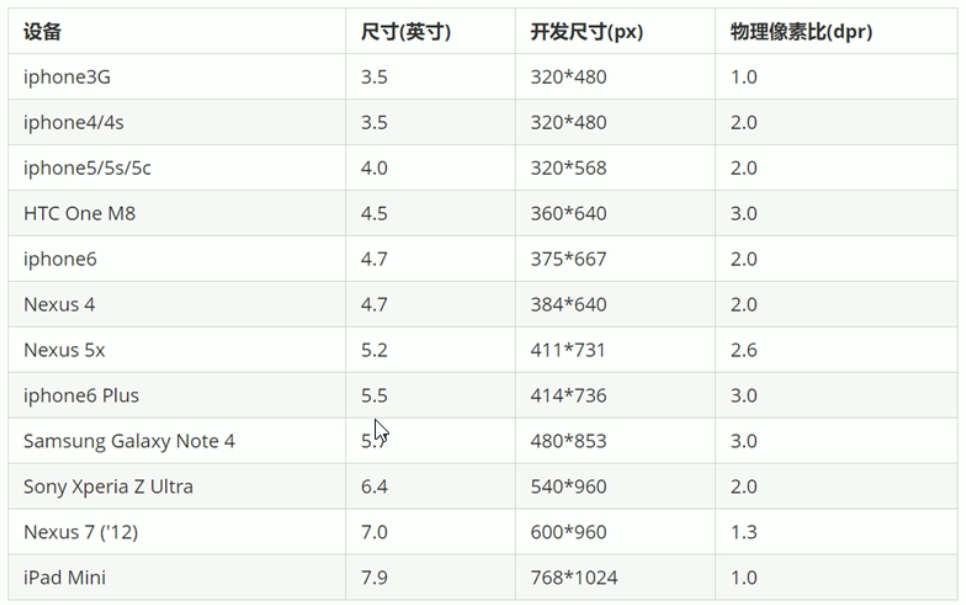 设备 尺寸(英寸) 开发尺寸(px) 物理像素比(dpr)
iphone3G 3.5 320*480 1.0
iphone4/4s 3.5 320*480 2.0
iphone5/5s/5c 4.0 320*568 2.0
HTC One M8 4.5 360*640 3.0
iphone6 4.7 375*667 2.0
Nexus 4 4.7 384*640 2.0
Nexus 5x 5.2 411*731 2.6
iphone6 Plus 5.5 414*736 3.0
Samsung Galaxy Note 4 5.7 480*853 3.0
Sony Xperia Z Ultra 6.4 540*960 2.0
Nexus 7 ('12) 7.0 600*960 1.3
iPad Mini 7.9 768*1024 1.0